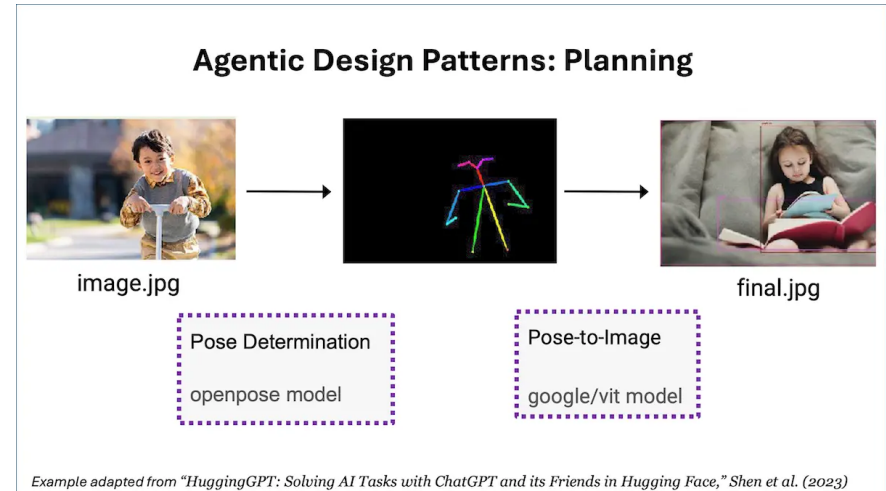 Agentic Design Patterns: Planning
image.jpg
final.jpg
Pose Determination
openpose model
Pose-to-Image
google/vit model
Example adapted from “HuggingGPT: Solving AI Tasks with ChatGPT and its Friends in Hugging Face,” Shen et al. (2023)